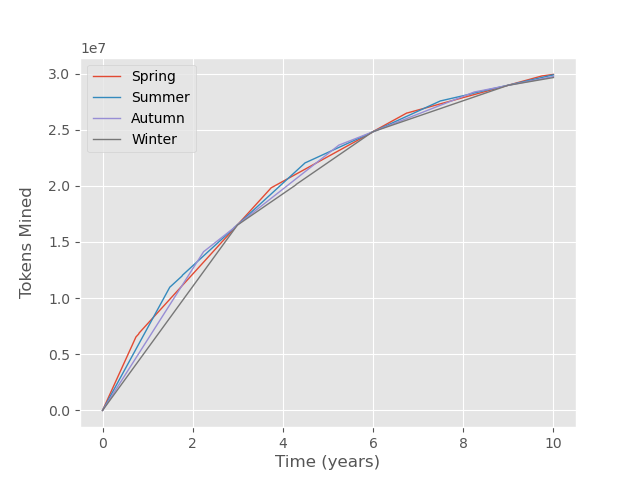 1e7
Spring
Summer
Autumn
Winter
3.0
2.5
2.0
1.5
1.0
0.5
0.0
Tokens Mined
0 2 4 6 8 10
Time (years)